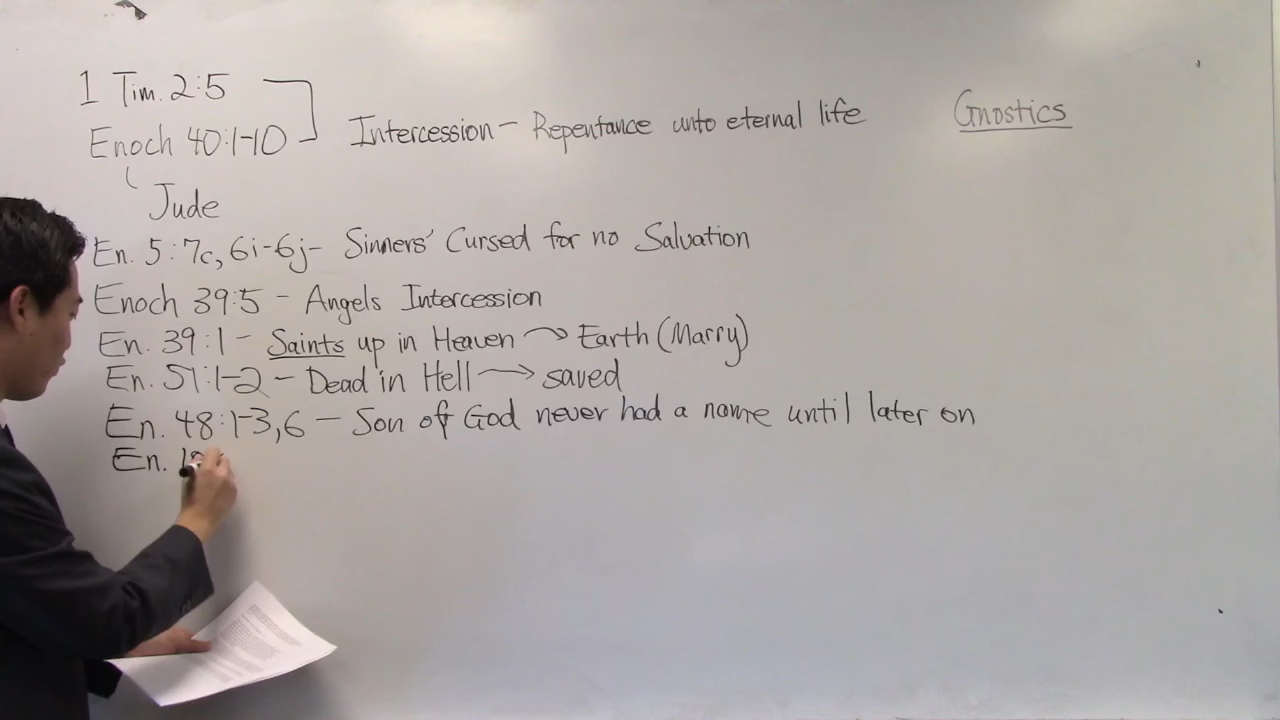 1 Tim. 2:5
Enoch 40:1-10
Intercession - Repentance unto eternal life
Gnostics
Jude
En. 5:7c, 6i-6j- Sinners' Cursed for no Salvation
Enoch 39:5 - Angels Intercession
En. 39:1 - Saints up in Heaven → Earth (Marry)
En. 51:1-2 - Dead in Hell → saved
En. 48:1-3,6 - Son of God never had a name until later on
En.